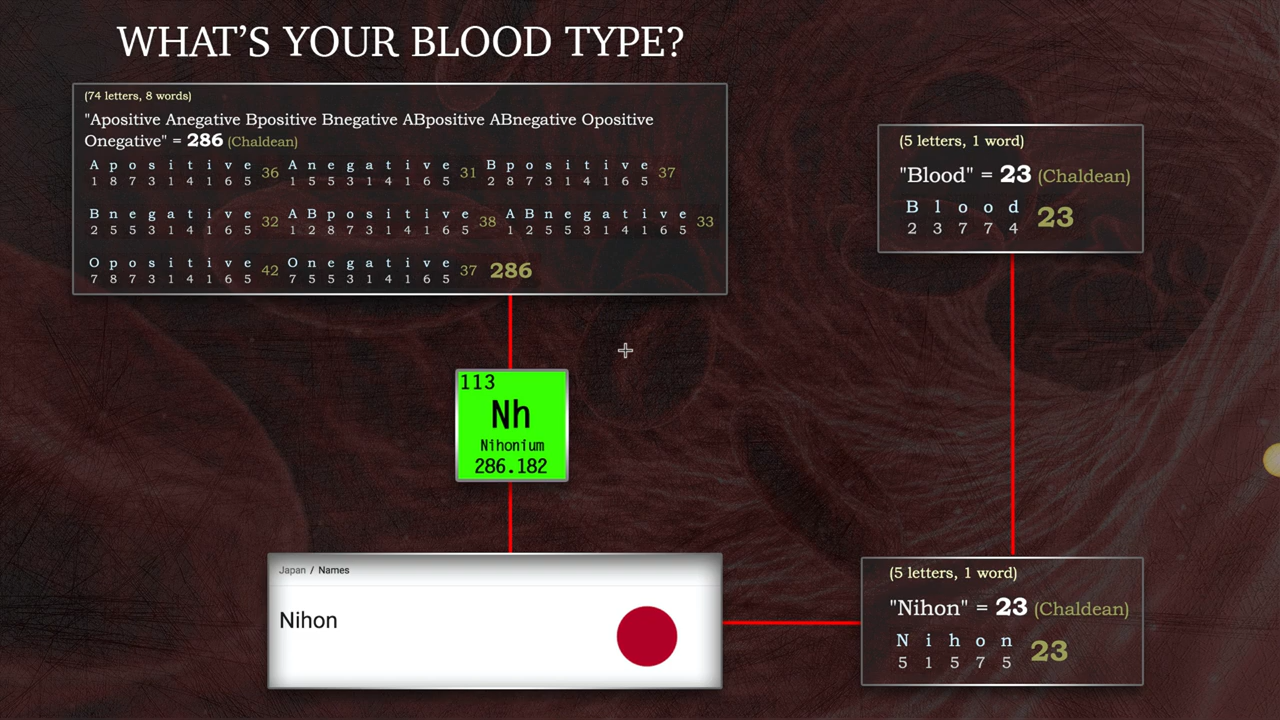 WHAT'S YOUR BLOOD TYPE?
(74 letters, 8 words)
"Apositive Anegative Bpositive Bnegative ABpositive ABnegative Opositive
Onegative" = 286 (Chaldean)
A p o s i t i v e 36 A n e g a t i v e 31 B p o s i t i v e 37
1 8 7 3 1 4 1 6 5 1 5 5 3 1 4 1 6 5 2 8 7 3 1 4 1 6 5
B n e g a t i v e 32 A B p o s i t i v e 38 A B n e g a t i v e 33
2 5 5 3 1 4 1 6 5 1 2 8 7 3 1 4 1 6 5 1 2 5 5 3 1 4 1 6 5
O p o s i t i v e 42 O n e g a t i v e 37 286
7 8 7 3 1 4 1 6 5 7 5 5 3 1 4 1 6 5
(5 letters, 1 word)
"Blood" = 23 (Chaldean)
B l o o d 23
2 3 7 7 4
113
Nh
Nihonium
286.182
Japan / Names
Nihon
(5 letters, 1 word)
"Nihon" = 23 (Chaldean)
N i h o n 23
5 1 5 7 5